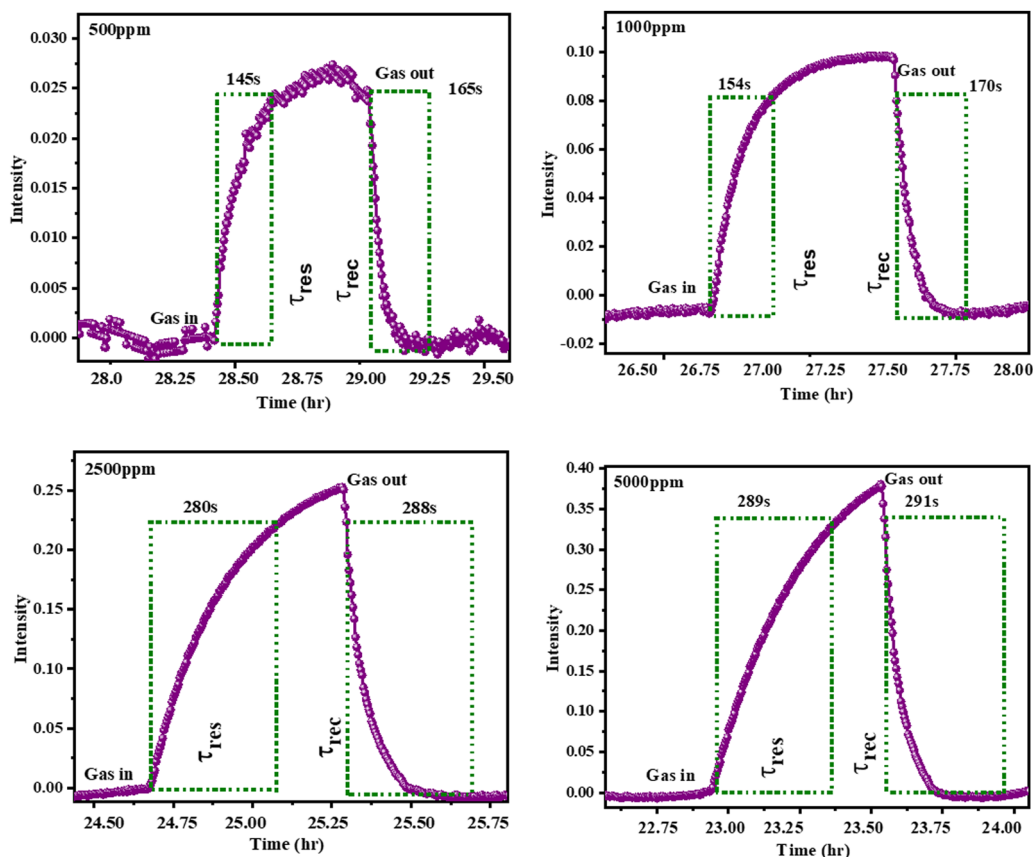 500ppm
0.030
0.025
0.020
0.015
0.010
0.005
0.000
Intensity
145s
Gas out
165s
Gas in
τres
τrec
28.0
28.25
28.50
28.75
29.00
29.25
29.50
Time (hr)
1000ppm
0.10
0.08
0.06
0.04
0.02
0.00
-0.02
Intensity
154s
Gas out
170s
Gas in
τres
τrec
26.50
26.75
27.00
27.25
27.50
27.75
28.00
Time (hr)
2500ppm
0.25
0.20
0.15
0.10
0.05
0.00
Intensity
280s
Gas out
288s
Gas in
τres
τrec
24.50
24.75
25.00
25.25
25.50
25.75
Time (hr)
5000ppm
0.40
0.35
0.30
0.25
0.20
0.15
0.10
0.05
0.00
Intensity
289s
Gas out
291s
Gas in
τres
τrec
22.75
23.00
23.25
23.50
23.75
24.00
Time (hr)